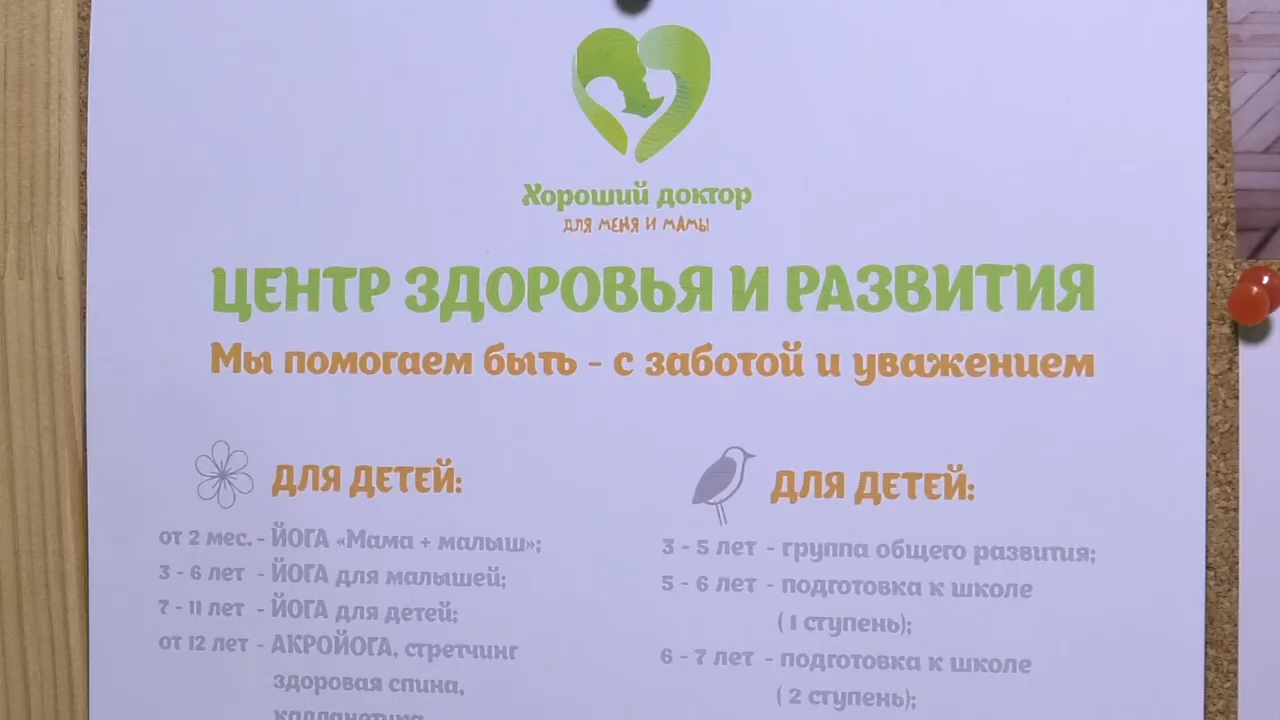 Хороший доктор
для меня и мамы
ЦЕНТР ЗДОРОВЬЯ И РАЗВИТИЯ
Мы помогаем быть - с заботой и уважением
ДЛЯ ДЕТЕЙ:
от 2 мес. - ЙОГА «Мама + малыш»;
3 - 6 лет - ЙОГА для малышей;
7 - 11 лет - ЙОГА для детей;
от 12 лет - АКРОЙОГА, стретчинг
здоровая спина,
калланетика
ДЛЯ ДЕТЕЙ:
3 - 5 лет - группа общего развития;
5 - 6 лет - подготовка к школе
( 1 ступень);
6 - 7 лет - подготовка к школе
( 2 ступень);